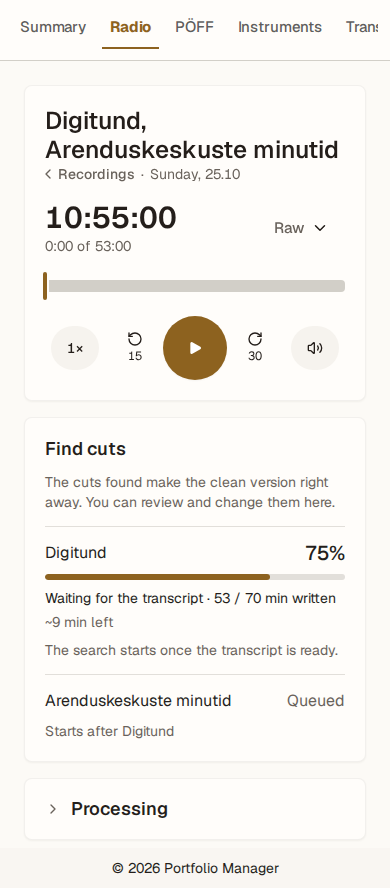 Summary Radio PÖFF Instruments Trans
Digitund,
Arenduskeskuste minutid
Recordings · Sunday, 25.10
10:55:00
0:00 of 53:00
Raw
1×
15
30
Find cuts
The cuts found make the clean version right
away. You can review and change them here.
Digitund 75%
Waiting for the transcript · 53 / 70 min written
~9 min left
The search starts once the transcript is ready.
Arenduskeskuste minutid Queued
Starts after Digitund
Processing
© 2026 Portfolio Manager